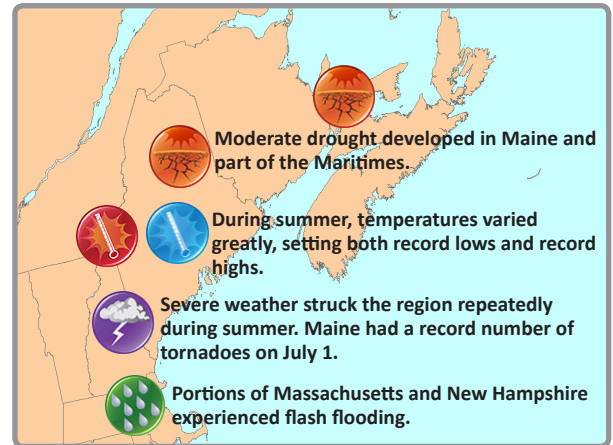 Moderate drought developed in Maine and
part of the Maritimes.
During summer, temperatures varied
greatly, setting both record lows and record
highs.
Severe weather struck the region repeatedly
during summer. Maine had a record number of
tornadoes on July 1.
Portions of Massachusetts and New Hampshire
experienced flash flooding.